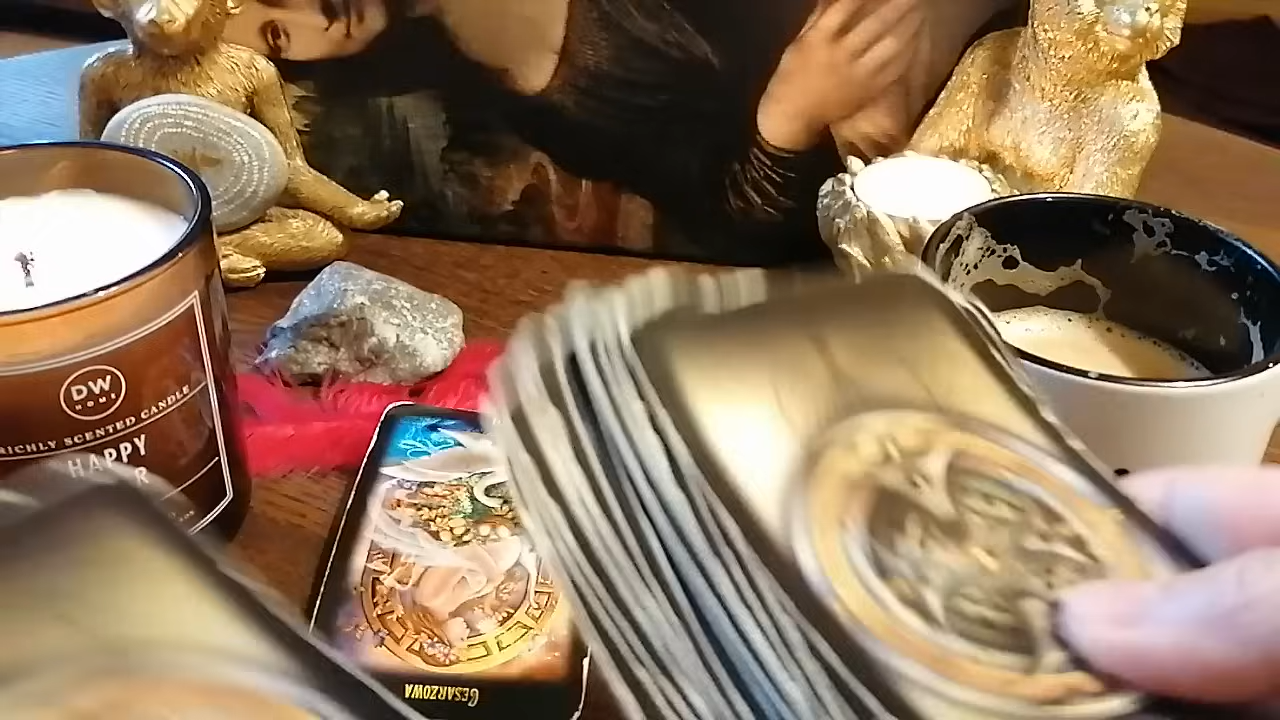 DW
HOME
RICHLY SCENTED CANDLE
HAPPY
CESARZOWA